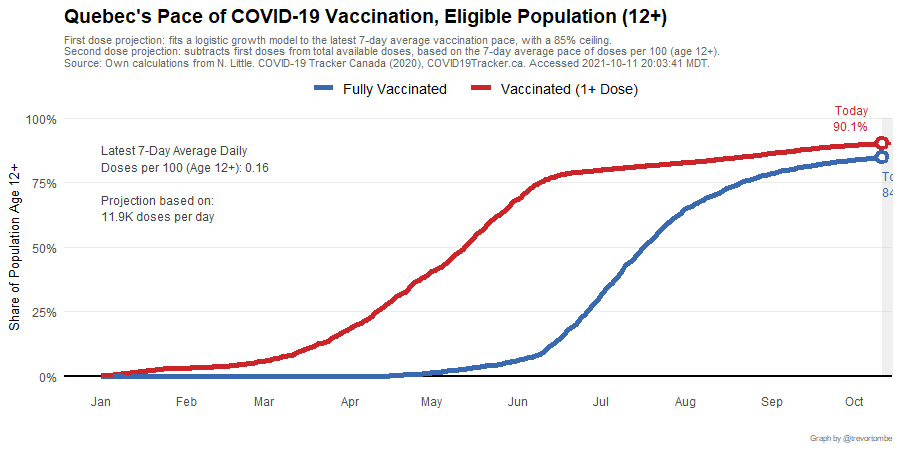 Quebec's Pace of COVID-19 Vaccination, Eligible Population (12+)
First dose projection: fits a logistic growth model to the latest 7-day average vaccination pace, with a 85% ceiling.
Second dose projection: subtracts first doses from total available doses, based on the 7-day average pace of doses per 100 (age 12+).
Source: Own calculations from N. Little. COVID-19 Tracker Canada (2020), COVID19Tracker.ca. Accessed 2021-10-11 20:03:41 MDT.
Fully Vaccinated Vaccinated (1+ Dose)
Today
90.1%
100%
Latest 7-Day Average Daily
Doses per 100 (Age 12+): 0.16
To
84
75%
Projection based on:
11.9K doses per day
50%
25%
0%
Share of Population Age 12+
Jan Feb Mar Apr May Jun Jul Aug Sep Oct
Graph by @trevortombe